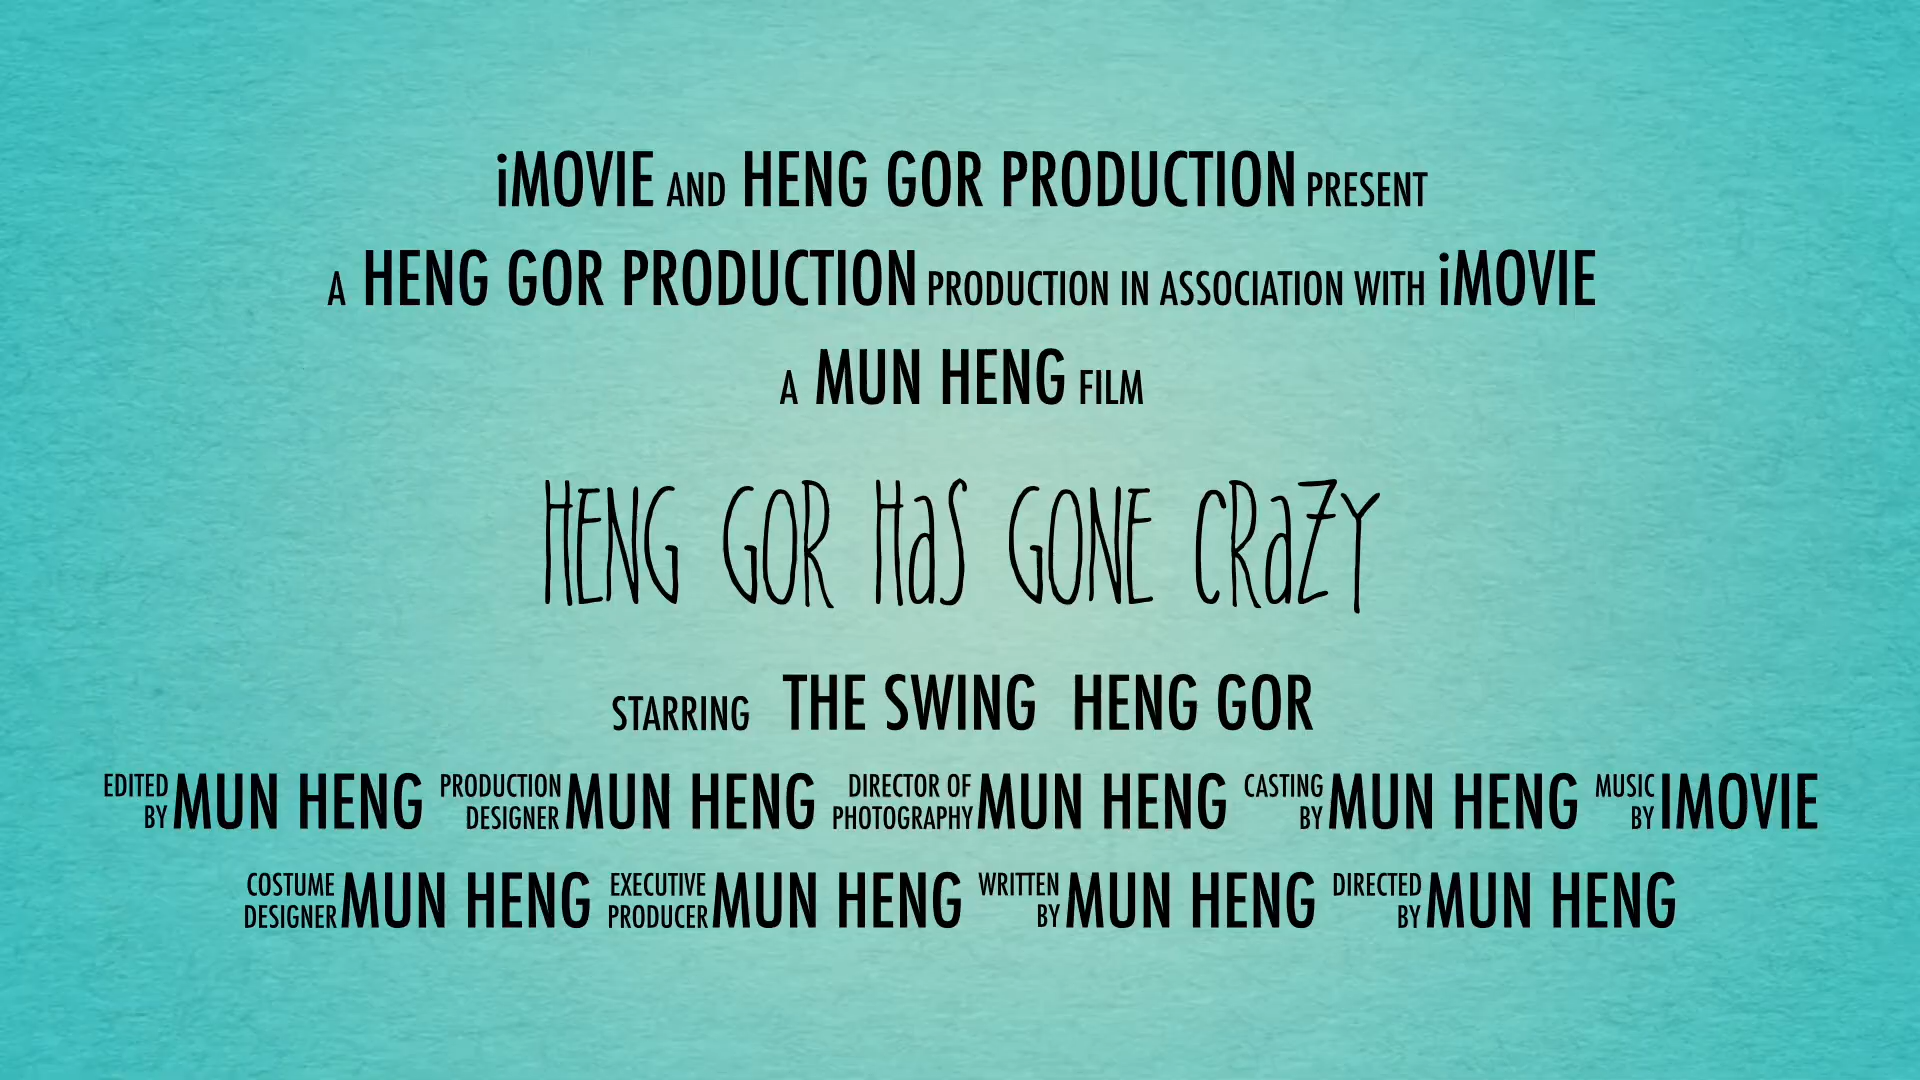 iMOVIE AND HENG GOR PRODUCTION PRESENT
A HENG GOR PRODUCTION PRODUCTION IN ASSOCIATION WITH iMOVIE
A MUN HENG FILM
HENG GOR HaS GONE CRaZY
STARRING THE SWING HENG GOR
EDITED BY MUN HENG PRODUCTION DESIGNER MUN HENG DIRECTOR OF PHOTOGRAPHY MUN HENG CASTING BY MUN HENG MUSIC BY IMOVIE
COSTUME DESIGNER MUN HENG EXECUTIVE PRODUCER MUN HENG WRITTEN BY MUN HENG DIRECTED BY MUN HENG